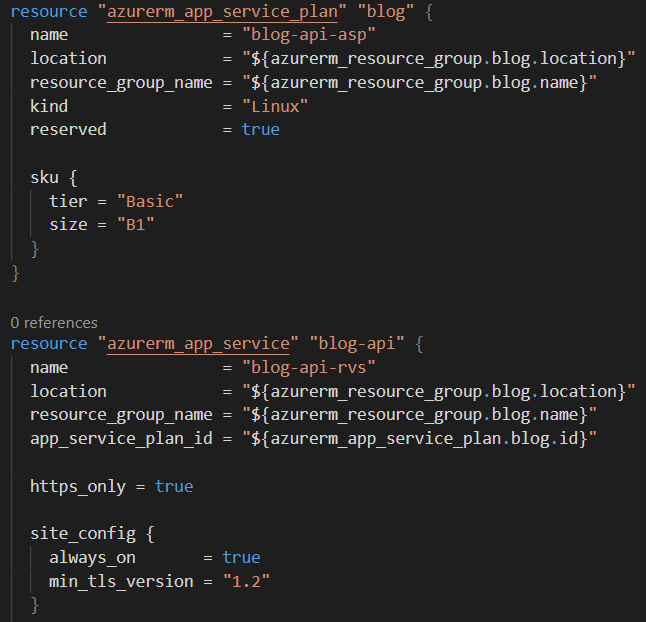 resource "azurerm_app_service_plan" "blog" {
name = "blog-api-asp"
location = "${azurerm_resource_group.blog.location}"
resource_group_name = "${azurerm_resource_group.blog.name}"
kind = "Linux"
reserved = true
sku {
tier = "Basic"
size = "B1"
}
}
0 references
resource "azurerm_app_service" "blog-api" {
name = "blog-api-rvs"
location = "${azurerm_resource_group.blog.location}"
resource_group_name = "${azurerm_resource_group.blog.name}"
app_service_plan_id = "${azurerm_app_service_plan.blog.id}"
https_only = true
site_config {
always_on = true
min_tls_version = "1.2"
}